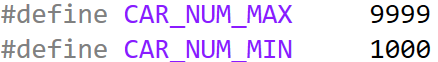 #define CAR_NUM_MAX 9999
#define CAR_NUM_MIN 1000